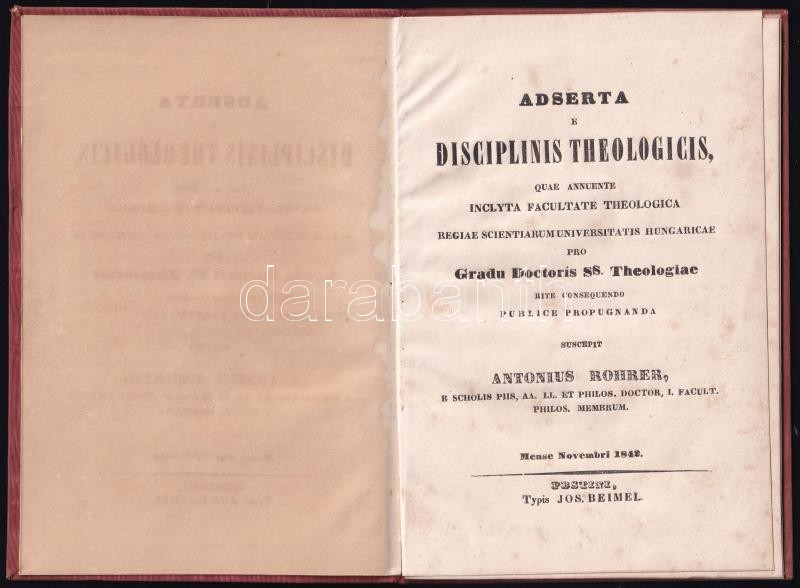 ADSERTA
E
DISCIPLINIS THEOLOGICIS,
QUAE ANNUENTE
INCLYTA FACULTATE THEOLOGICA
REGIAE SCIENTIARUM UNIVERSITATIS HUNGARICAE
PRO
Gradu Doctoris SS. Theologiae
RITE CONSEQUENDO
PUBLICE PROPUGNANDA
SUSCEPIT
ANTONIUS ROHRER,
E SCHOLIS PIIS, AA. LL. ET PHILOS. DOCTOR, I. FACULT.
PHILOS. MEMBRUM.
Mense Novembri 1842.
PESTINI,
Typis JOS. BEIMEL.
darabanth